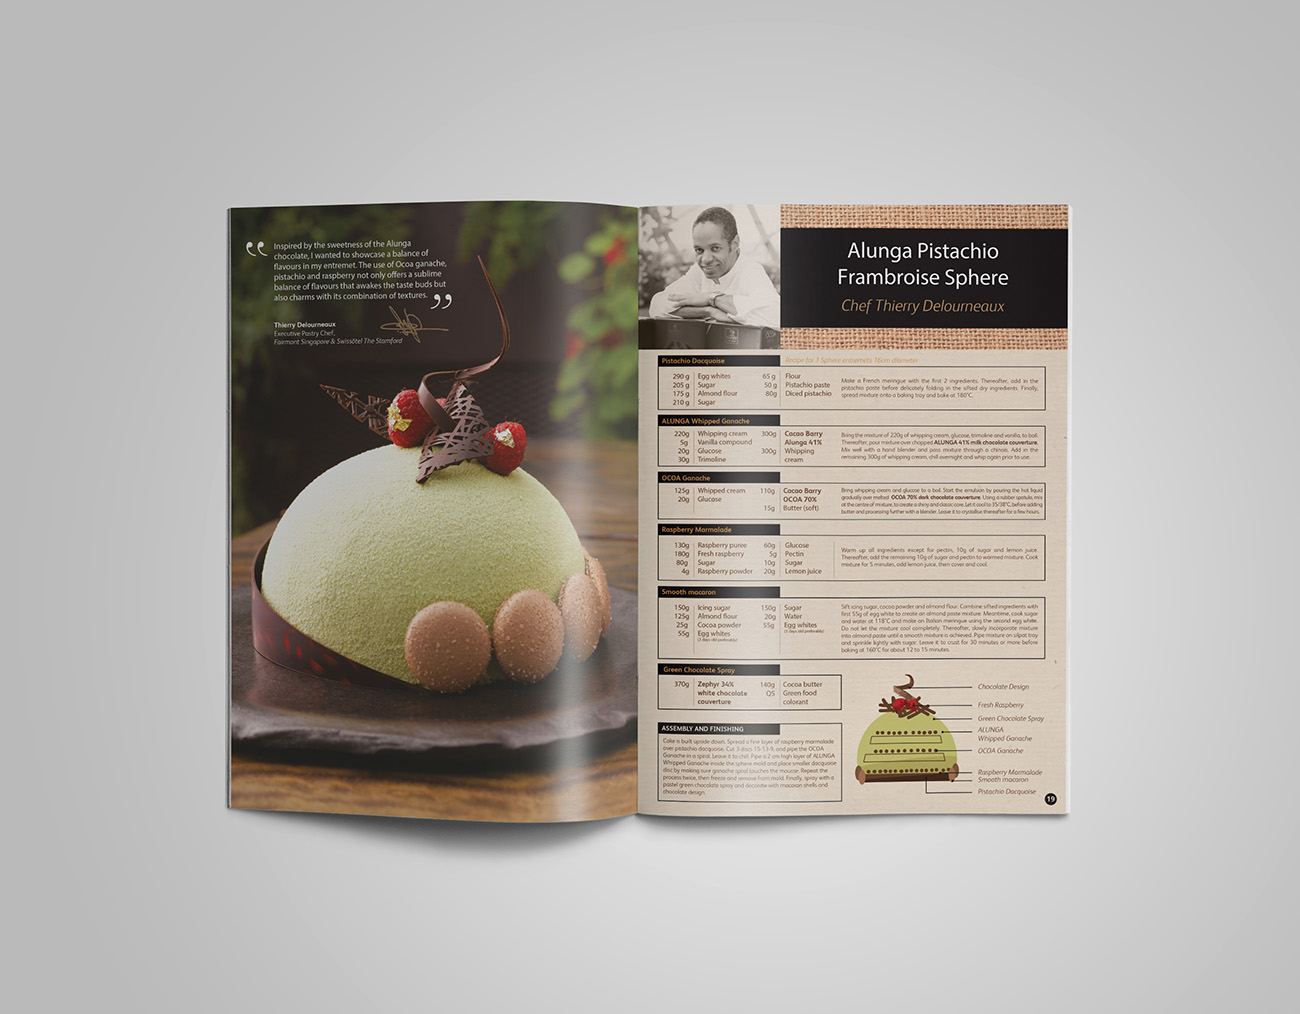 “ Inspired by the sweetness of the Alunga
chocolate, I wanted to showcase a balance of
flavours in my entremet. The use of Ocoa ganache,
pistachio and raspberry not only offers a sublime
balance of flavours that awakes the taste buds but
also charms with its combination of textures. ”
Thierry Delourneaux
Executive Pastry Chef,
Fairmont Singapore & Swissôtel The Stamford
Alunga Pistachio
Frambroise Sphere
Chef Thierry Delourneaux
Pistachio Dacquoise
Recipe for 1 Sphere entremets 16cm diameter
290 g Egg whites 65 g Flour
205 g Sugar 50 g Pistachio paste
175 g Almond flour 80g Diced pistachio
210 g Sugar
Make a French meringue with the first 2 ingredients. Thereafter, add in the
pistachio paste before delicately folding in the sifted dry ingredients. Finally,
spread mixture onto a baking tray and bake at 180°C.
ALUNGA Whipped Ganache
220g Whipping cream 300g Cacao Barry
5g Vanilla compound Alunga 41%
20g Glucose 300g Whipping
30g Trimoline cream
Bring the mixture of 220g of whipping cream, glucose, trimoline and vanilla, to boil.
Thereafter, pour mixture over chopped ALUNGA 41% milk chocolate couverture.
Mix well with a hand blender and pass mixture through a chinois. Add in the
remaining 300g of whipping cream, chill overnight and whip again prior to use.
OCOA Ganache
125g Whipped cream 110g Cacao Barry
20g Glucose OCOA 70%
15g Butter (soft)
Bring whipping cream and glucose to a boil. Start the emulsion by pouring the hot liquid
gradually over melted OCOA 70% dark chocolate couverture. Using a rubber spatula, mix
at the centre of mixture, to create a shiny and classic core. Let it cool to 35/38°C, before adding
butter and processing further with a blender. Leave it to crystallise thereafter for a few hours.
Raspberry Marmalade
130g Raspberry puree 60g Glucose
180g Fresh raspberry 5g Pectin
80g Sugar 10g Sugar
4g Raspberry powder 20g Lemon juice
Warm up all ingredients except for pectin, 10g of sugar and lemon juice.
Thereafter, add the remaining 10g of sugar and pectin to warmed mixture. Cook
mixture for 5 minutes, add lemon juice, then cover and cool.
Smooth macaron
150g Icing sugar 150g Sugar
125g Almond flour 20g Water
25g Cocoa powder 55g Egg whites
55g Egg whites (3 days old preferably)
(3 days old preferably)
Sift icing sugar, cocoa powder and almond flour. Combine sifted ingredients with
first 55g of egg white to create an almond paste mixture. Meantime, cook sugar
and water at 118°C and make an Italian meringue using the second egg white.
Do not let the mixture cool completely. Thereafter, slowly incorporate mixture
into almond paste until a smooth mixture is achieved. Pipe mixture on silpat tray
and sprinkle lightly with sugar. Leave it to crust for 30 minutes or more before
baking at 160°C for about 12 to 15 minutes.
Green Chocolate Spray
370g Zephyr 34% 140g Cocoa butter
white chocolate QS Green food
couverture colorant
ASSEMBLY AND FINISHING
Cake is built upside down. Spread a fine layer of raspberry marmalade
over pistachio dacquoise. Cut 3 discs 15-13-9, and pipe the OCOA
Ganache in a spiral. Leave it to chill. Pipe a 2 cm high layer of ALUNGA
Whipped Ganache inside the sphere mold and place smaller dacquoise
disc by making sure ganache spiral touches the mousse. Repeat the
process twice, then freeze and remove from mold. Finally, spray with a
pastel green chocolate spray and decorate with macaron shells and
chocolate design.
Chocolate Design
Fresh Raspberry
Green Chocolate Spray
ALUNGA
Whipped Ganache
OCOA Ganache
Raspberry Marmalade
Smooth macaron
Pistachio Dacquoise
19